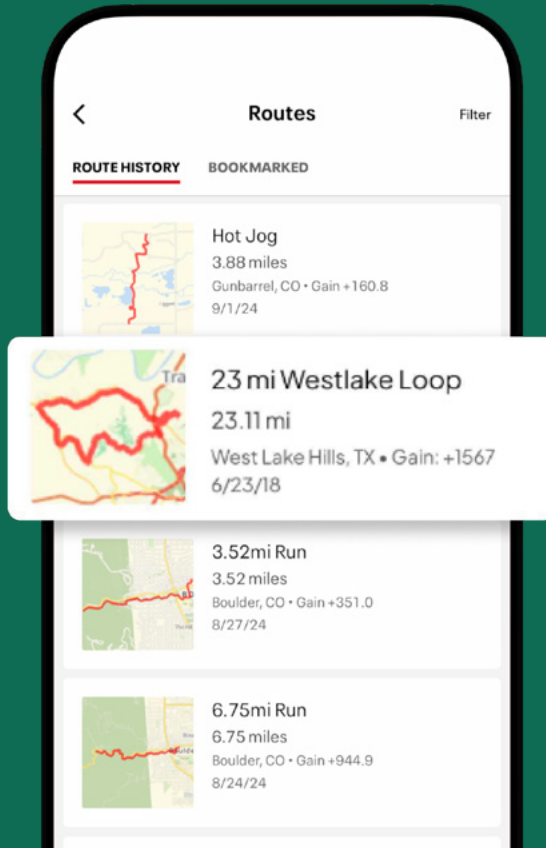 Routes
Filter
ROUTE HISTORY BOOKMARKED
Hot Jog
3.88 miles
Gunbarrel, CO • Gain +160.8
9/1/24
Tra
23 mi Westlake Loop
23.11 mi
West Lake Hills, TX • Gain: +1567
6/23/18
3.52mi Run
3.52 miles
Boulder, CO • Gain +351.0
8/27/24
6.75mi Run
6.75 miles
Boulder, CO • Gain +944.9
8/24/24